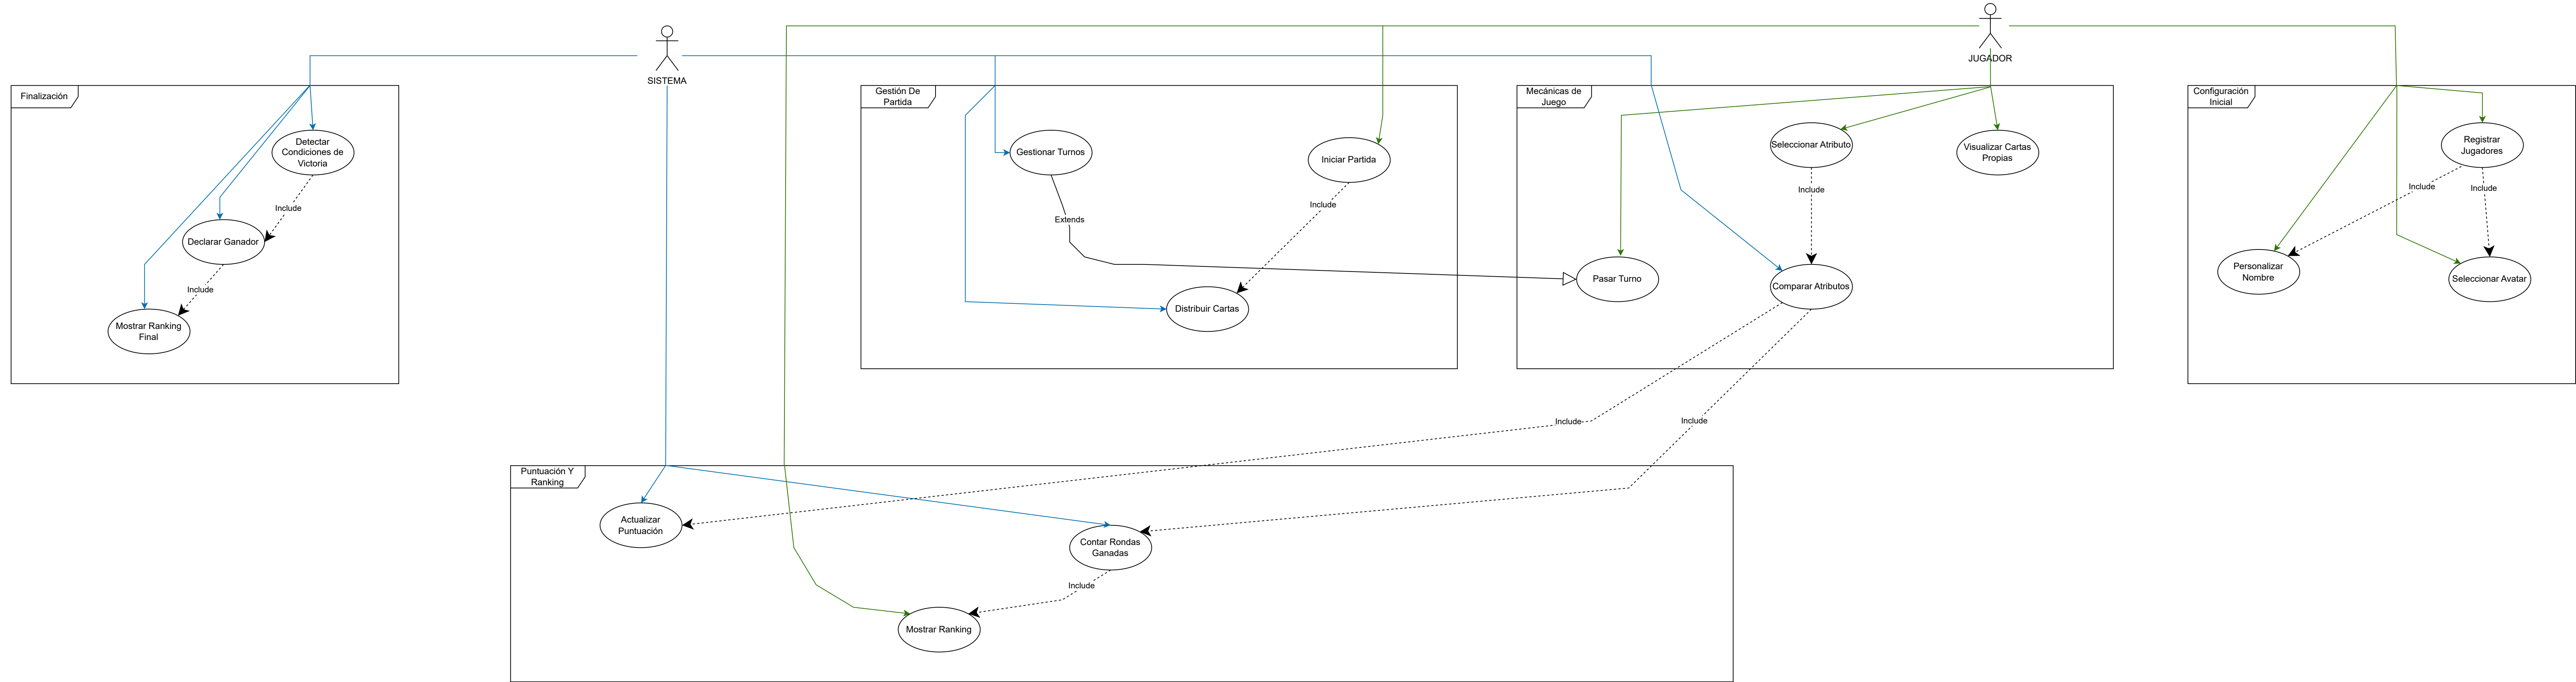 SISTEMA
JUGADOR
Finalización
Detectar
Condiciones de
Victoria
Include
Declarar Ganador
Include
Mostrar Ranking
Final
Gestión De
Partida
Gestionar Turnos
Extends
Iniciar Partida
Include
Distribuir Cartas
Mecánicas de
Juego
Seleccionar Atributo
Visualizar Cartas
Propias
Include
Pasar Turno
Comparar Atributos
Include
Include
Configuración
Inicial
Registrar
Jugadores
Include
Include
Personalizar
Nombre
Seleccionar Avatar
Puntuación Y
Ranking
Actualizar
Puntuación
Contar Rondas
Ganadas
Include
Mostrar Ranking